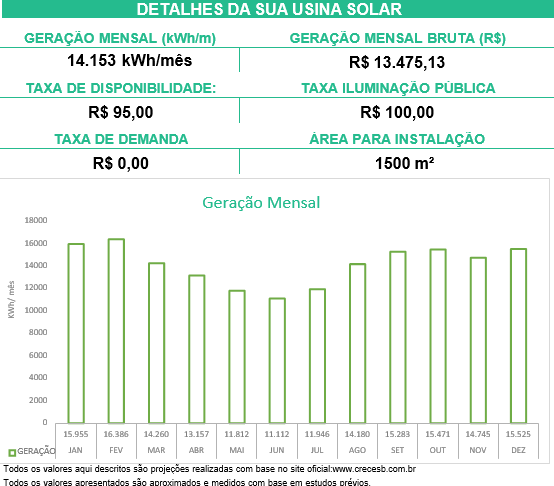 DETALHES DA SUA USINA SOLAR
GERAÇÃO MENSAL (kWh/m) GERAÇÃO MENSAL BRUTA (R$)
14.153 kWh/mês R$ 13.475,13
TAXA DE DISPONIBILIDADE: TAXA ILUMINAÇÃO PÚBLICA
R$ 95,00 R$ 100,00
TAXA DE DEMANDA ÁREA PARA INSTALAÇÃO
R$ 0,00 1500 m²
Geração Mensal
18000
16000
14000
12000
10000
8000
6000
4000
2000
0
kWh/ mês
15.955 16.386 14.260 13.157 11.812 11.112 11.946 14.180 15.283 15.471 14.745 15.525
GERAÇÃO JAN FEV MAR ABR MAI JUN JUL AGO SET OUT NOV DEZ
Todos os valores aqui descritos são projeções realizadas com base no site oficial:www.crecesb.com.br
Todos os valores apresentados são aproximados e medidos com base em estudos prévios.